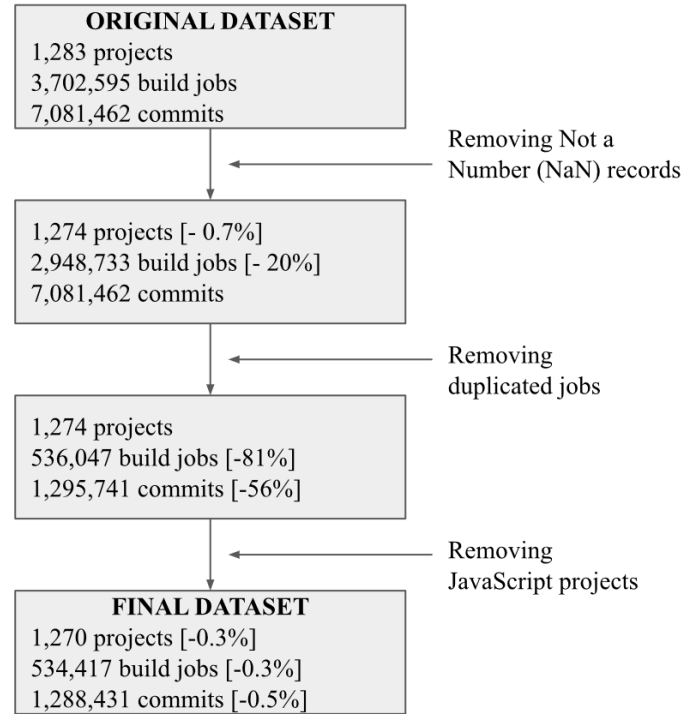 ORIGINAL DATASET
1,283 projects
3,702,595 build jobs
7,081,462 commits
Removing Not a
Number (NaN) records
1,274 projects [- 0.7%]
2,948,733 build jobs [- 20%]
7,081,462 commits
Removing
duplicated jobs
1,274 projects
536,047 build jobs [-81%]
1,295,741 commits [-56%]
Removing
JavaScript projects
FINAL DATASET
1,270 projects [-0.3%]
534,417 build jobs [-0.3%]
1,288,431 commits [-0.5%]